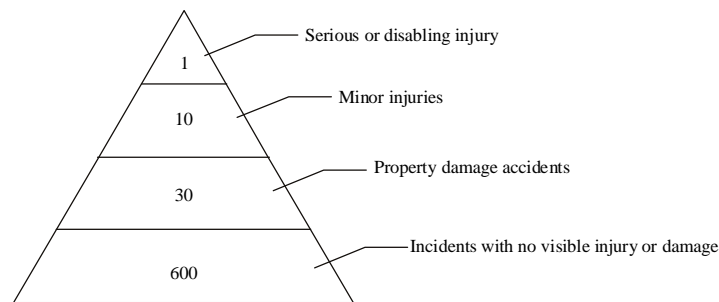 Serious or disabling injury
1
Minor injuries
10
Property damage accidents
30
Incidents with no visible injury or damage
600